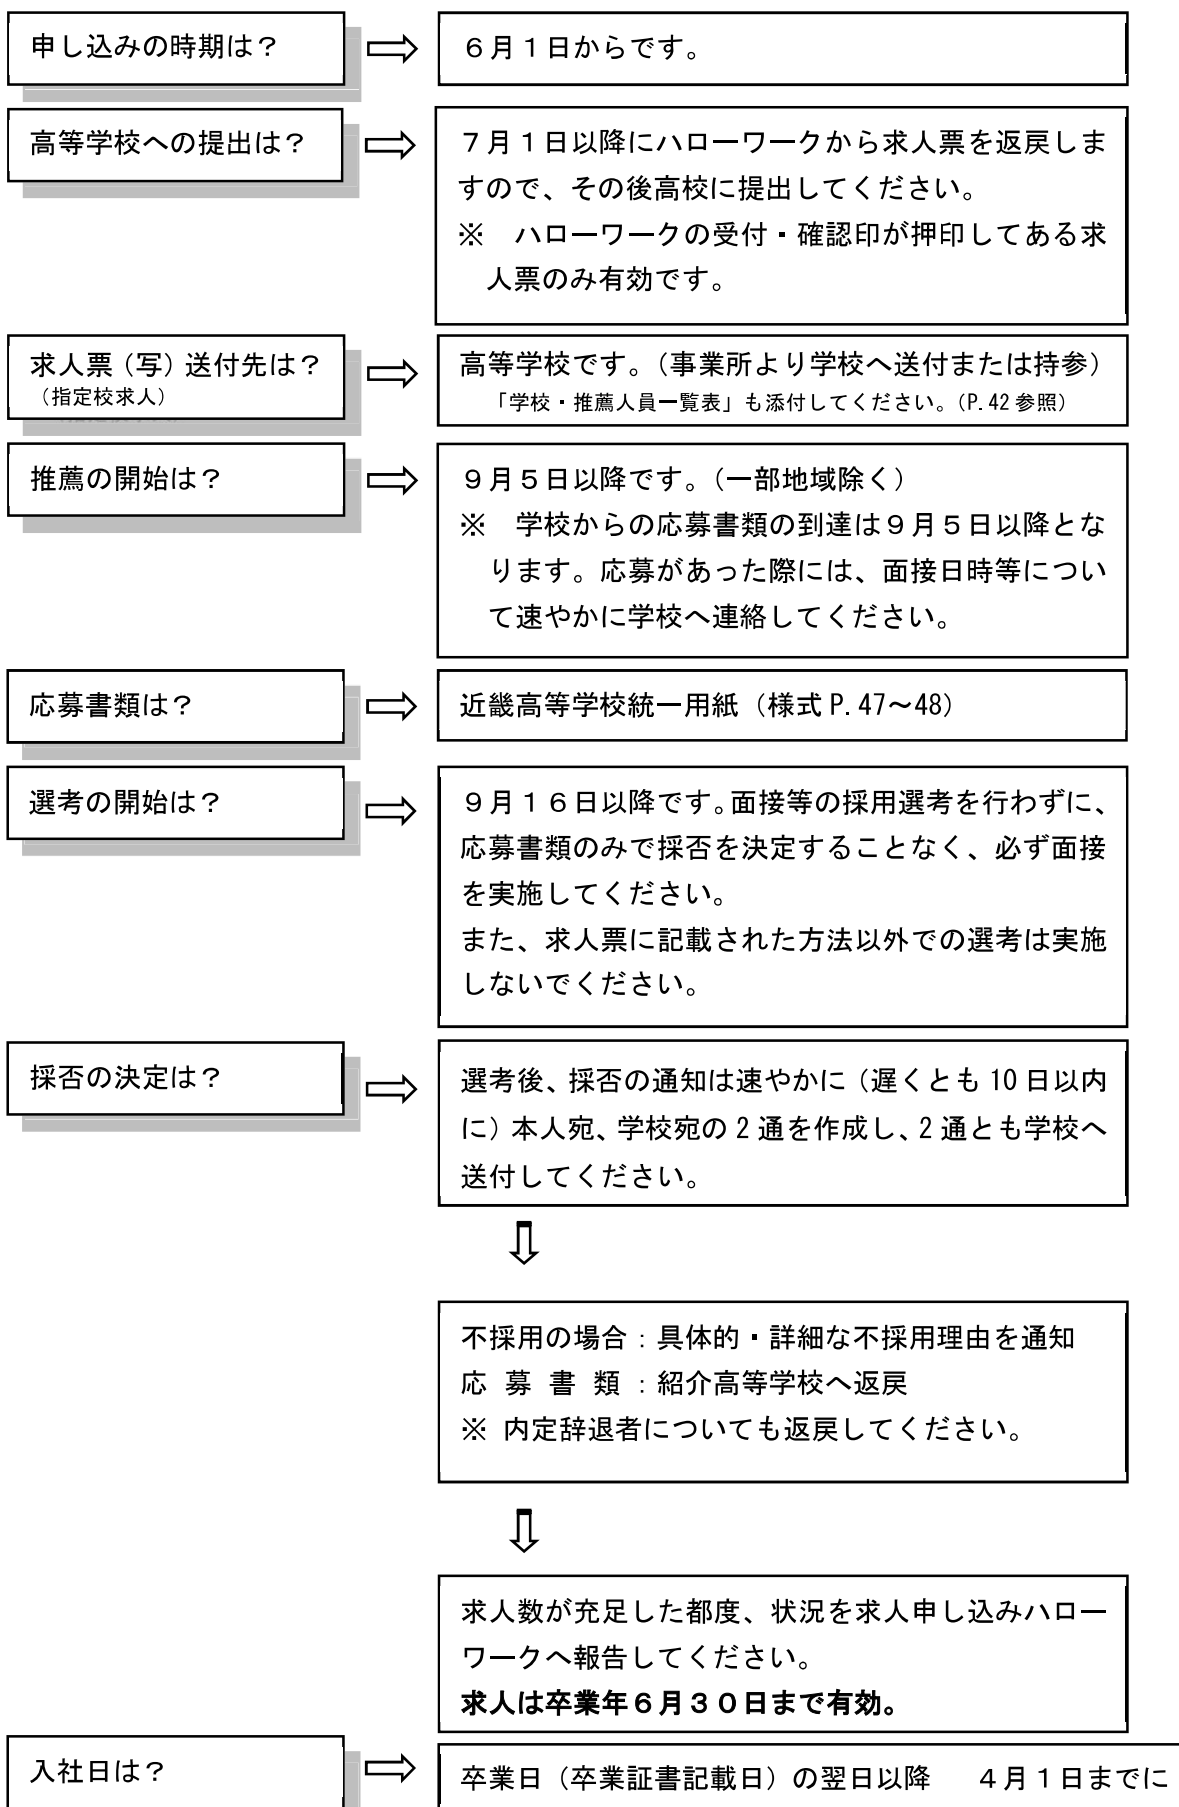 申し込みの時期は？
６月１日からです。
高等学校への提出は？
７月１日以降にハローワークから求人票を返戻しま
すので、その後高校に提出してください。
※　ハローワークの受付・確認印が押印してある求
人票のみ有効です。
求人票（写）送付先は？
（指定校求人）
高等学校です。（事業所より学校へ送付または持参）
「学校・推薦人員一覧表」も添付してください。（P.42参照）
推薦の開始は？
９月５日以降です。（一部地域除く）
※　学校からの応募書類の到達は９月５日以降とな
ります。応募があった際には、面接日時等につい
て速やかに学校へ連絡してください。
応募書類は？
近畿高等学校統一用紙（様式P.47～48）
選考の開始は？
９月１６日以降です。面接等の採用選考を行わずに、
応募書類のみで採否を決定することなく、必ず面接
を実施してください。
また、求人票に記載された方法以外での選考は実施
しないでください。
採否の決定は？
選考後、採否の通知は速やかに（遅くとも10日以内
に）本人宛、学校宛の2通を作成し、2通とも学校へ
送付してください。
不採用の場合：具体的・詳細な不採用理由を通知
応　募　書　類　：紹介高等学校へ返戻
※ 内定辞退者についても返戻してください。
求人数が充足した都度、状況を求人申し込みハロー
ワークへ報告してください。
求人は卒業年６月３０日まで有効。
入社日は？
卒業日（卒業証書記載日）の翌日以降　　４月１日までに